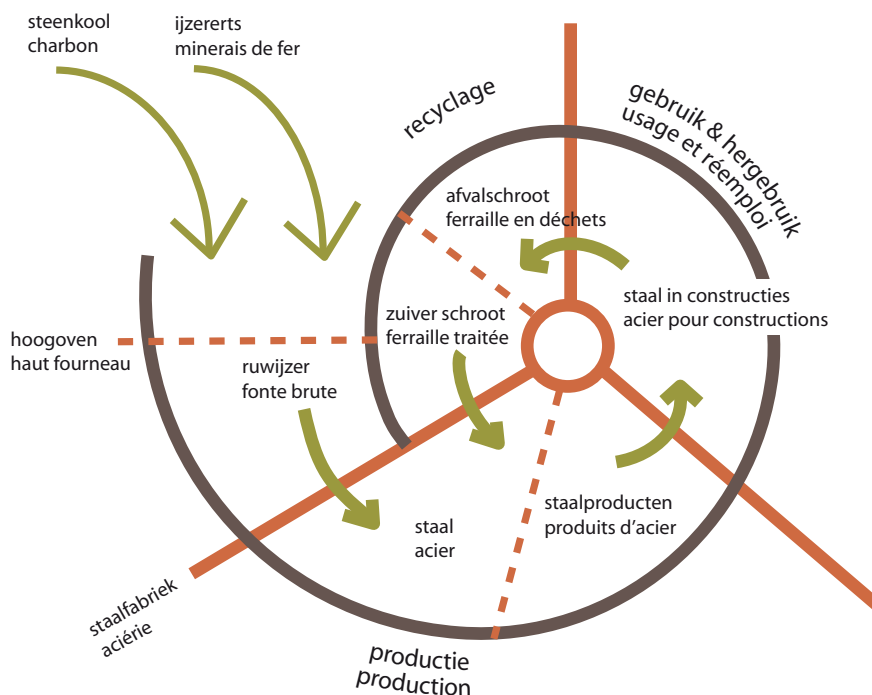 steenkool
charbon
ijzererts
minerais de fer
recyclage
gebruik & hergebruik
usage et réemploi
afvalschroot
ferraille en déchets
staal in constructies
acier pour constructions
zuiver schroot
ferraille traitée
hoogoven
haut fourneau
ruwijzer
fonte brute
staal
acier
staalproducten
produits d'acier
staalfabriek
aciérie
productie
production